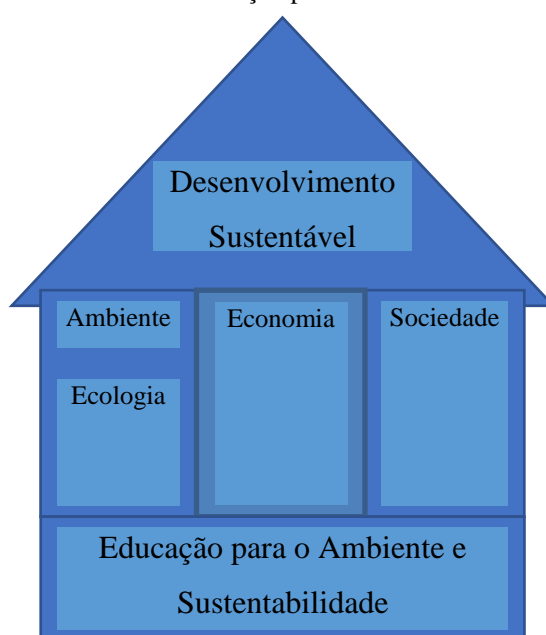 Desenvolvimento
Sustentável
Ambiente
Economia
Sociedade
Ecologia
Educação para o Ambiente e
Sustentabilidade